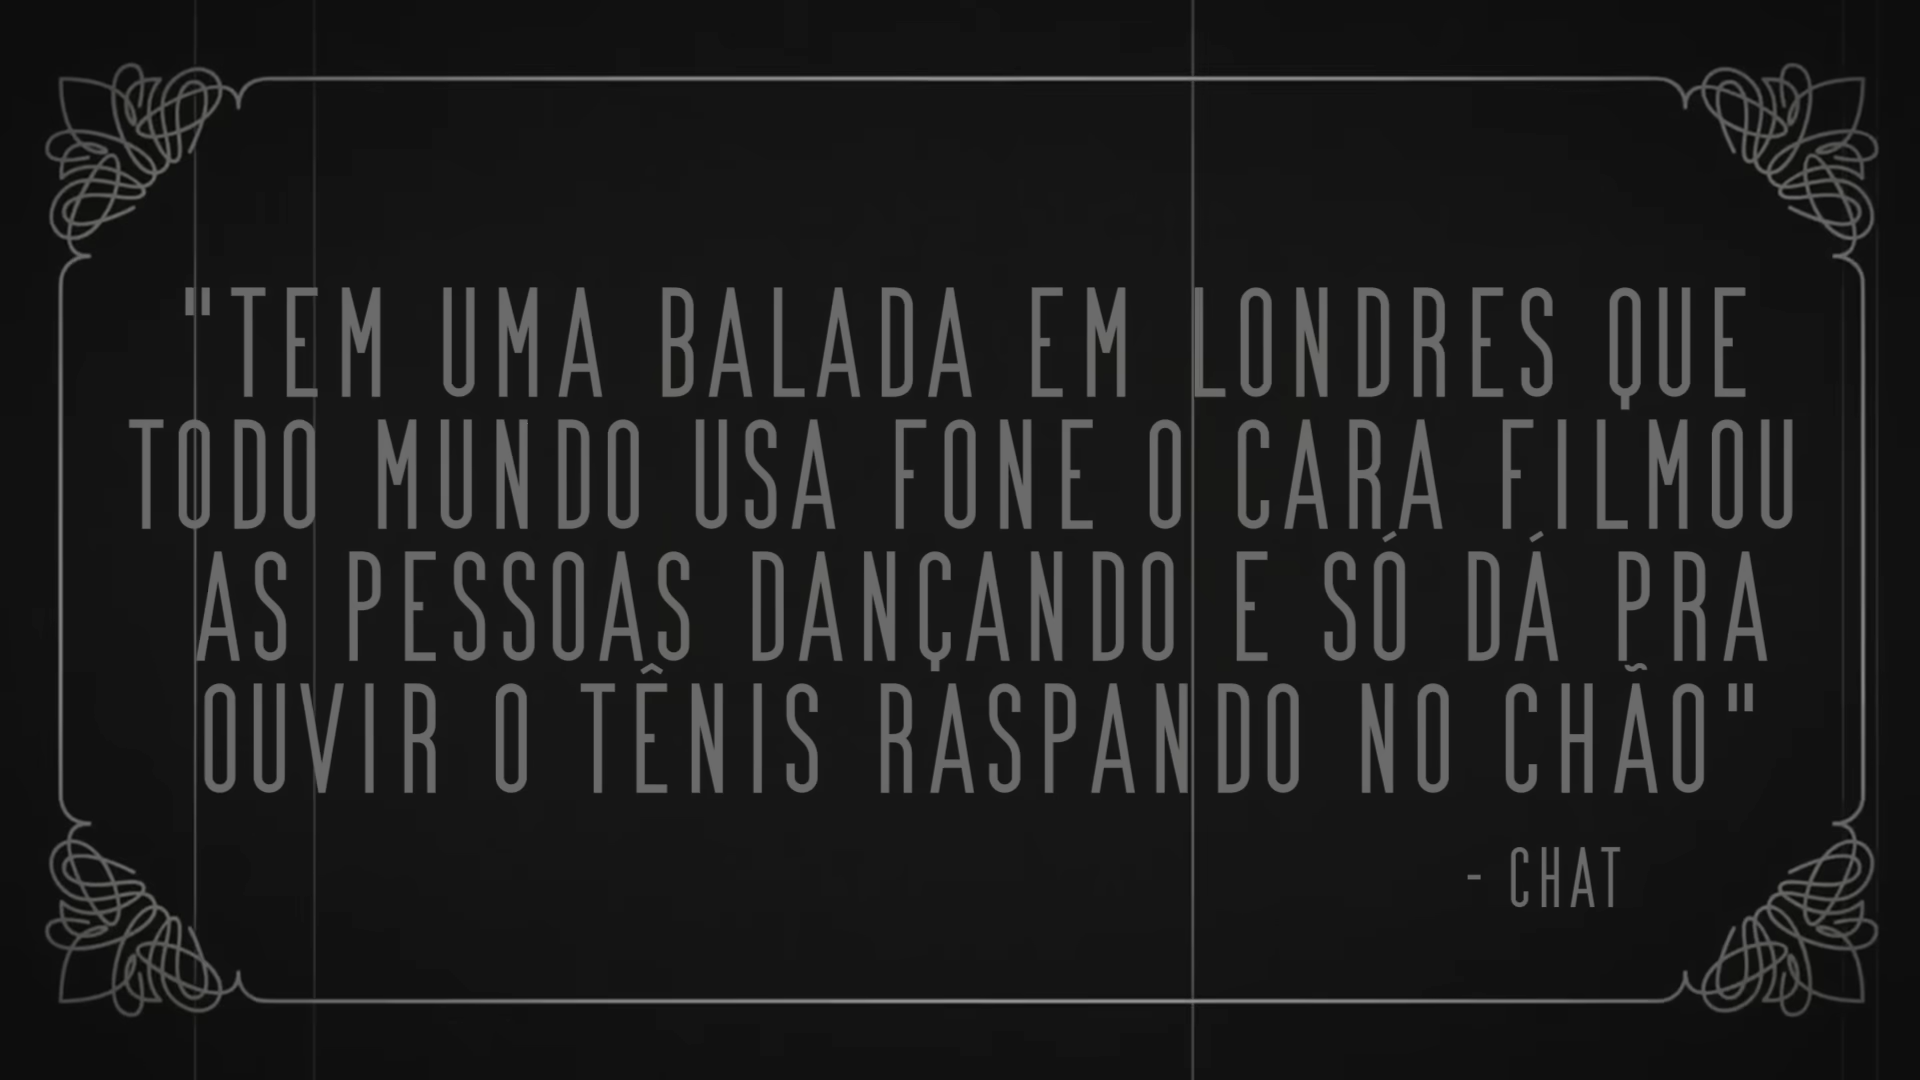 "TEM UMA BALADA EM LONDRES QUE
TODO MUNDO USA FONE O CARA FILMOU
AS PESSOAS DANÇANDO E SÓ DÁ PRA
OUVIR O TÊNIS RASPANDO NO CHÃO"
- CHAT